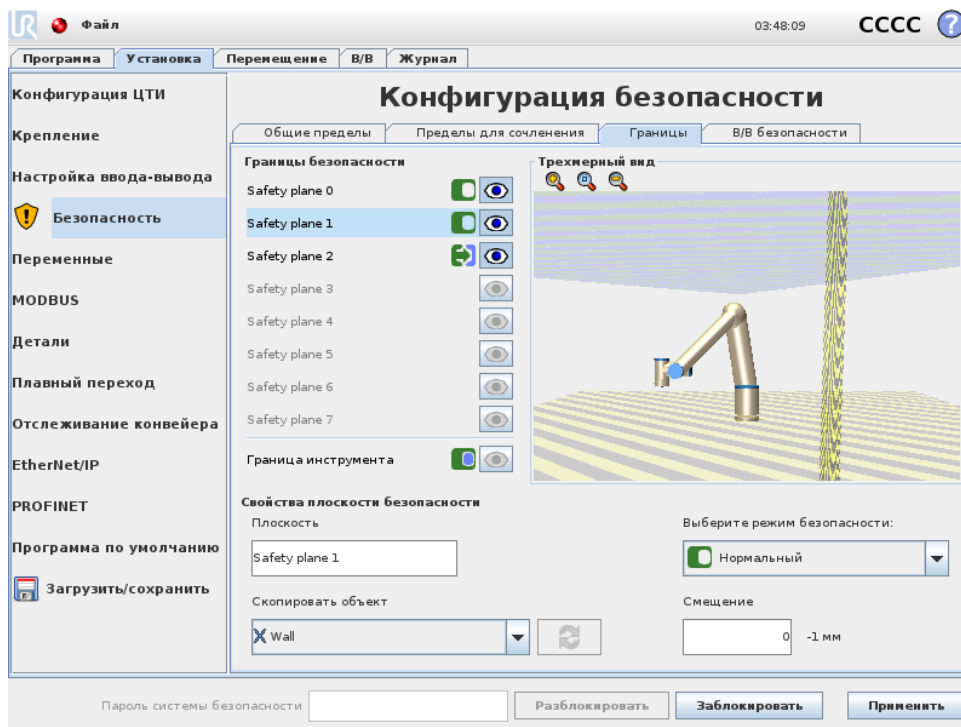 UR Файл 03:48:09 CCCC ?
Программа Установка Перемещение В/В Журнал
Конфигурация ЦТИ
Крепление
Настройка ввода-вывода
Безопасность
Переменные
MODBUS
Детали
Плавный переход
Отслеживание конвейера
EtherNet/IP
PROFINET
Программа по умолчанию
Загрузить/сохранить
Конфигурация безопасности
Общие пределы Пределы для сочленения Границы В/В безопасности
Границы безопасности
Safety plane 0
Safety plane 1
Safety plane 2
Safety plane 3
Safety plane 4
Safety plane 5
Safety plane 6
Safety plane 7
Граница инструмента
Трехмерный вид
Свойства плоскости безопасности
Плоскость
Safety plane 1
Выберите режим безопасности:
Нормальный
Скопировать объект
Wall
Смещение
0 -1 мм
Пароль системы безопасности Разблокировать Заблокировать Применить